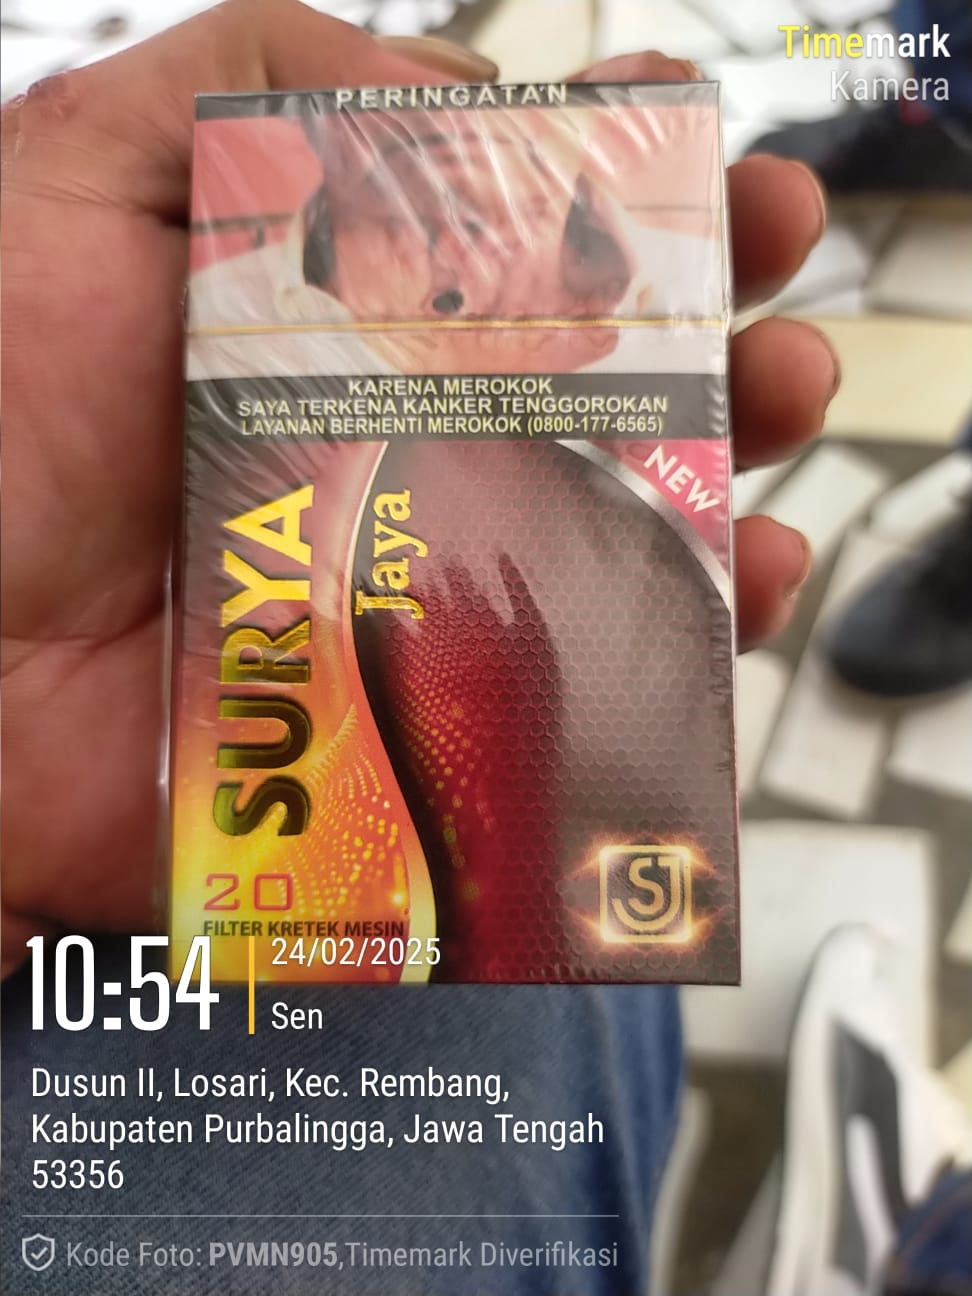 Timemark
Kamera
PERINGATAN
KARENA MEROKOK
SAYA TERKENA KANKER TENGGOROKAN
LAYANAN BERHENTI MEROKOK (0800-177-6565)
NEW
SURYA
Jaya
20
FILTER KRETEK MESIN
SJ
10:54
24/02/2025
Sen
Dusun II, Losari, Kec. Rembang,
Kabupaten Purbalingga, Jawa Tengah
53356
Kode Foto: PVMN905,Timemark Diverifikasi